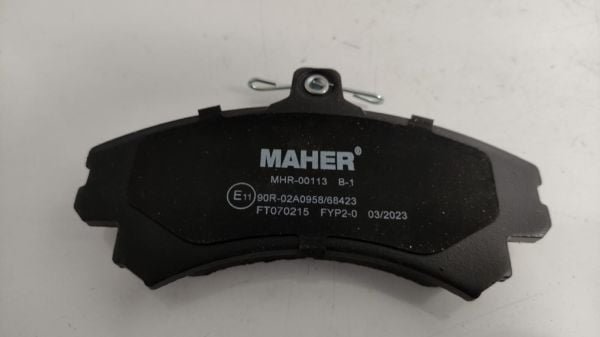 MAHER®
MHR-00113 B-1
E11 90R-02A0958/68423
FT070215 FYP2-0 03/2023